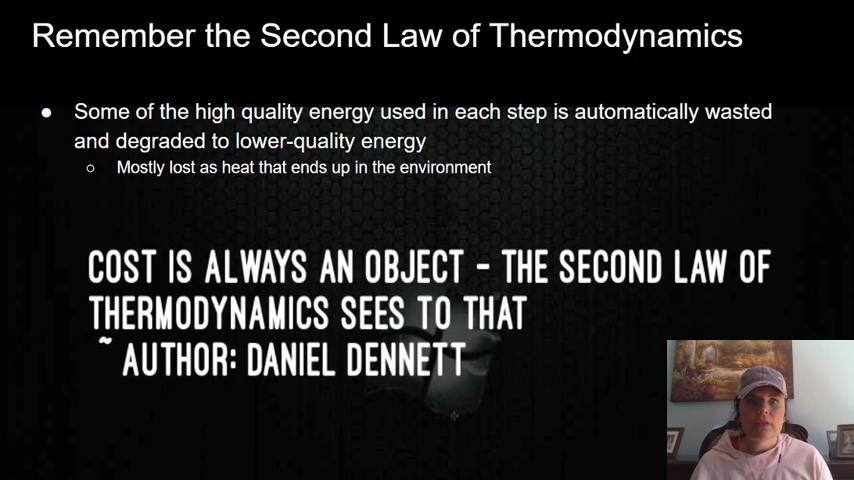 Remember the Second Law of Thermodynamics
● Some of the high quality energy used in each step is automatically wasted
and degraded to lower-quality energy
○ Mostly lost as heat that ends up in the environment
COST IS ALWAYS AN OBJECT - THE SECOND LAW OF
THERMODYNAMICS SEES TO THAT
~ AUTHOR: DANIEL DENNETT